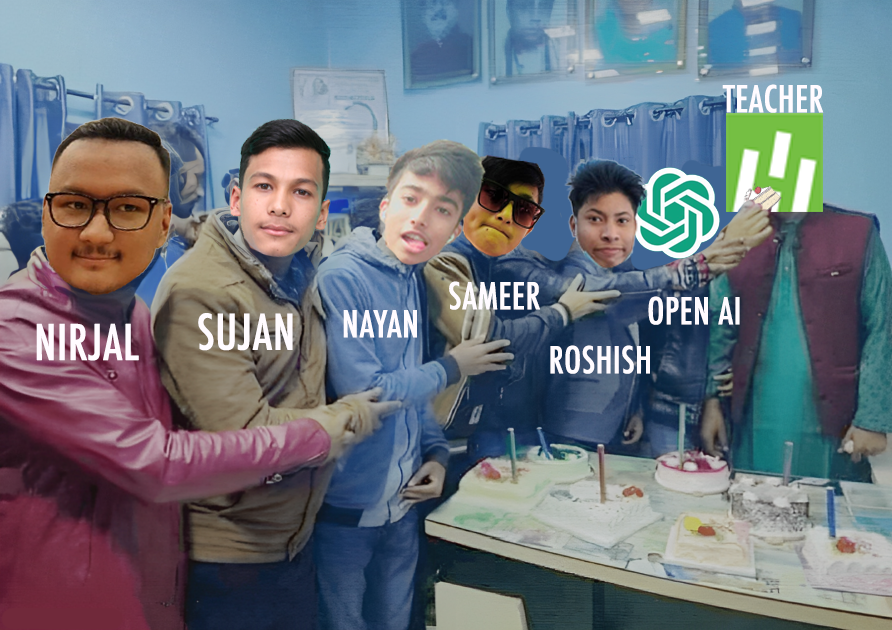 TEACHER
SAMEER
OPEN AI
NIRJAL
SUJAN
NAYAN
ROSHISH